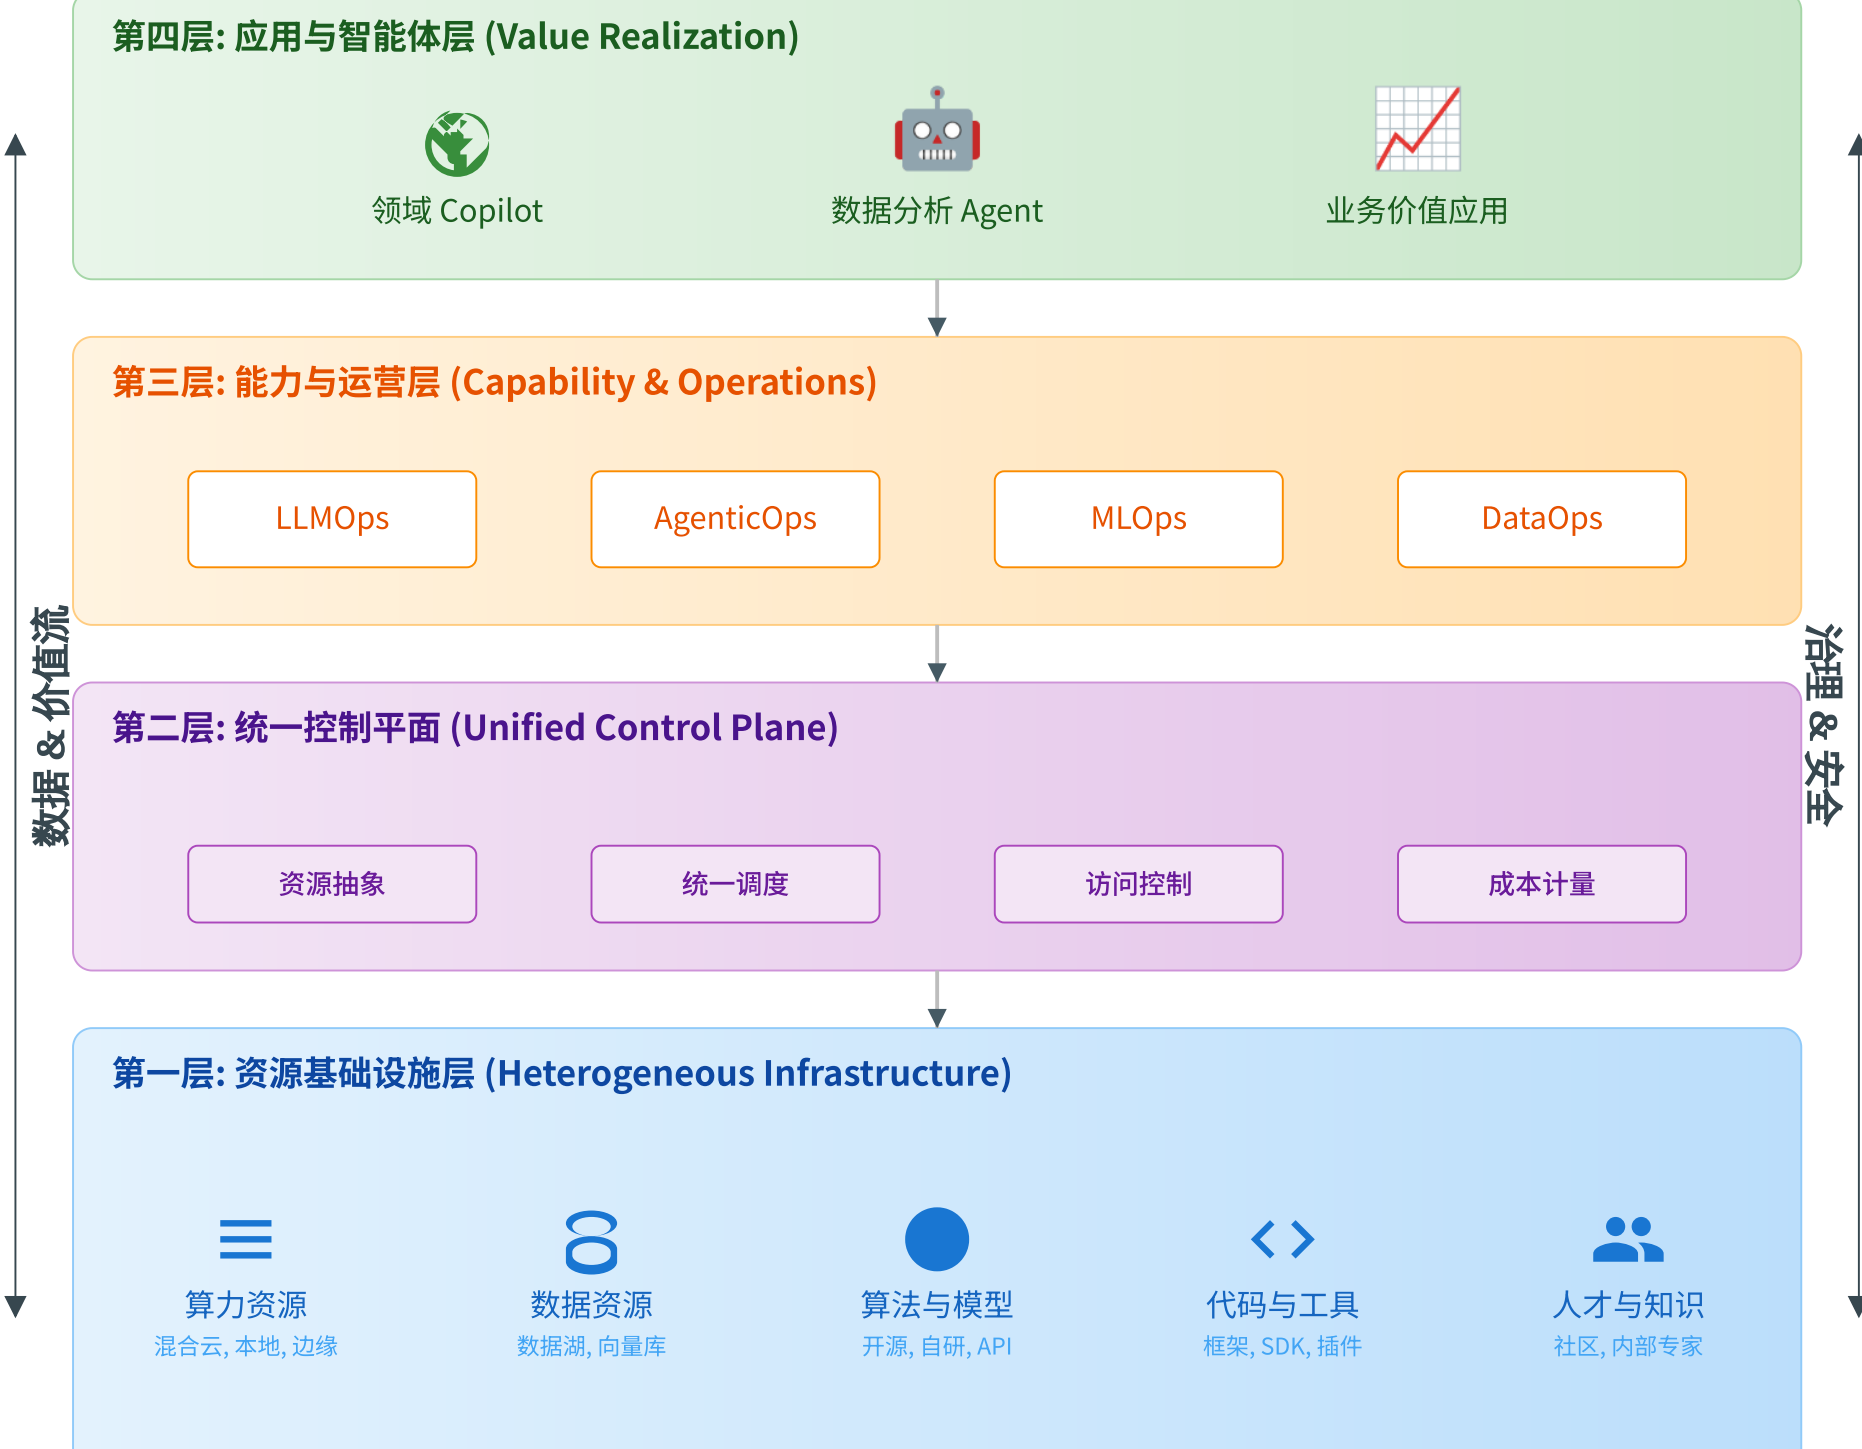 第四层: 应用与智能体层 (Value Realization)
领域 Copilot
数据分析 Agent
业务价值应用
第三层: 能力与运营层 (Capability & Operations)
LLMOps
AgenticOps
MLOps
DataOps
数据 & 价值流
治理 & 安全
第二层: 统一控制平面 (Unified Control Plane)
资源抽象
统一调度
访问控制
成本计量
第一层: 资源基础设施层 (Heterogeneous Infrastructure)
算力资源
混合云, 本地, 边缘
数据资源
数据湖, 向量库
算法与模型
开源, 自研, API
代码与工具
框架, SDK, 插件
人才与知识
社区, 内部专家